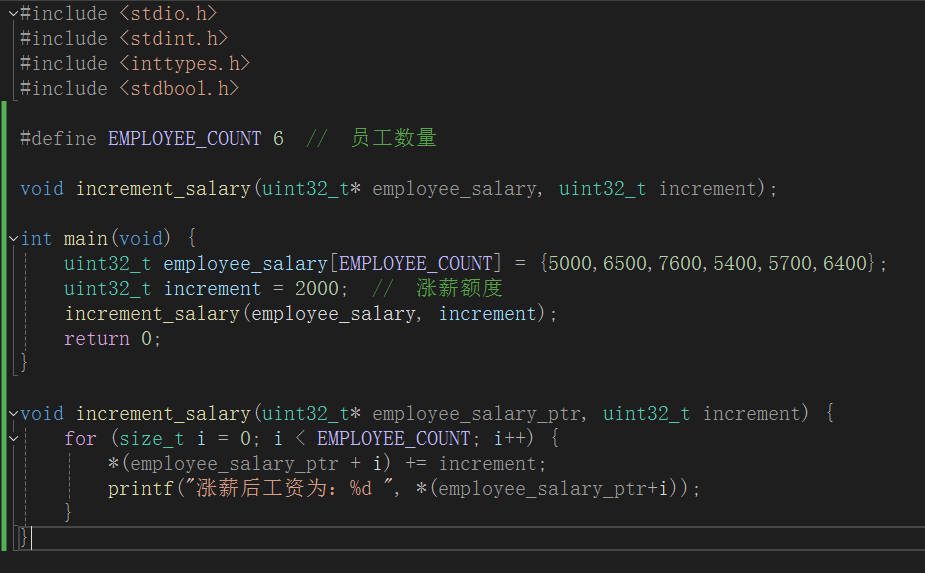 #include <stdio.h>
#include <stdint.h>
#include <inttypes.h>
#include <stdbool.h>
#define EMPLOYEE_COUNT 6  //  员工数量
void increment_salary(uint32_t* employee_salary, uint32_t increment);
int main(void) {
    uint32_t employee_salary[EMPLOYEE_COUNT] = {5000,6500,7600,5400,5700,6400};
    uint32_t increment = 2000;  //  涨薪额度
    increment_salary(employee_salary, increment);
    return 0;
}
void increment_salary(uint32_t* employee_salary_ptr, uint32_t increment) {
    for (size_t i = 0; i < EMPLOYEE_COUNT; i++) {
        *(employee_salary_ptr + i) += increment;
        printf("涨薪后工资为：%d ", *(employee_salary_ptr+i));
    }
}